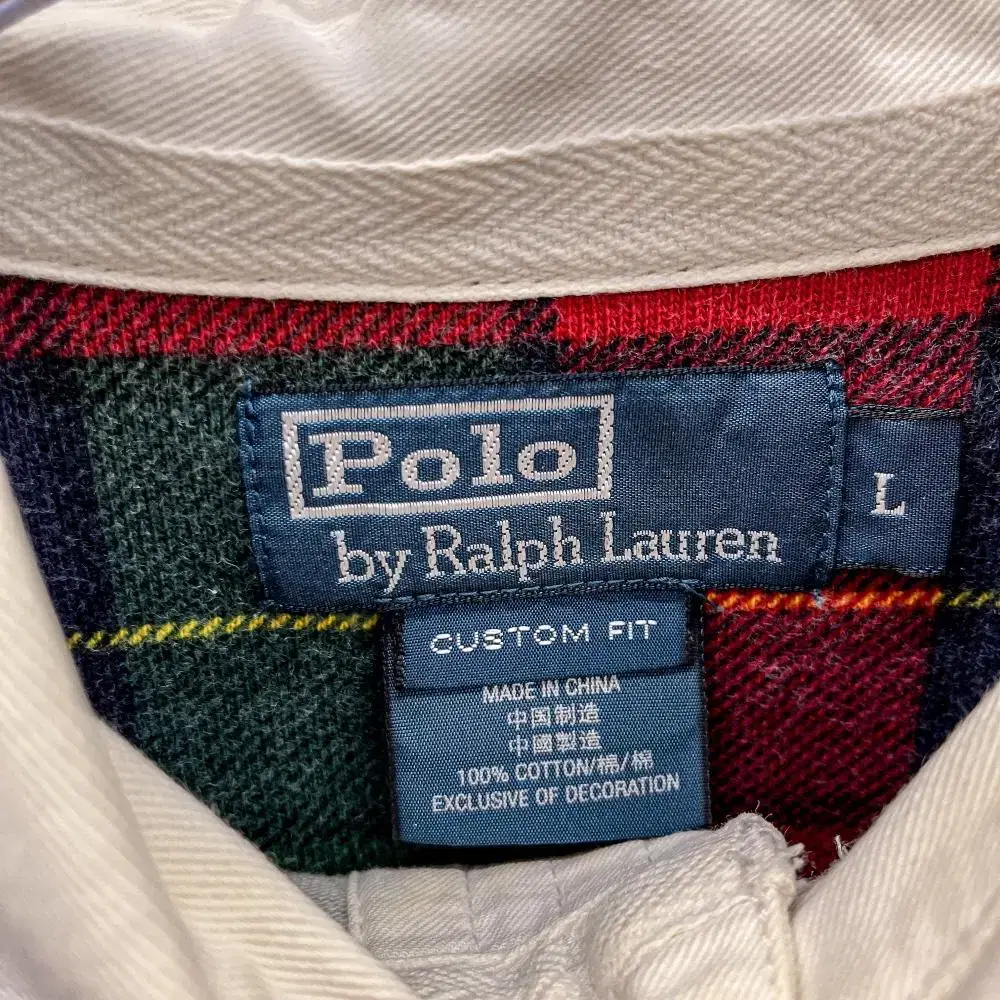 Polo
by Ralph Lauren
L
CUSTOM FIT
MADE IN CHINA
中国制造
中國製造
100% COTTON/棉/棉
EXCLUSIVE OF DECORATION